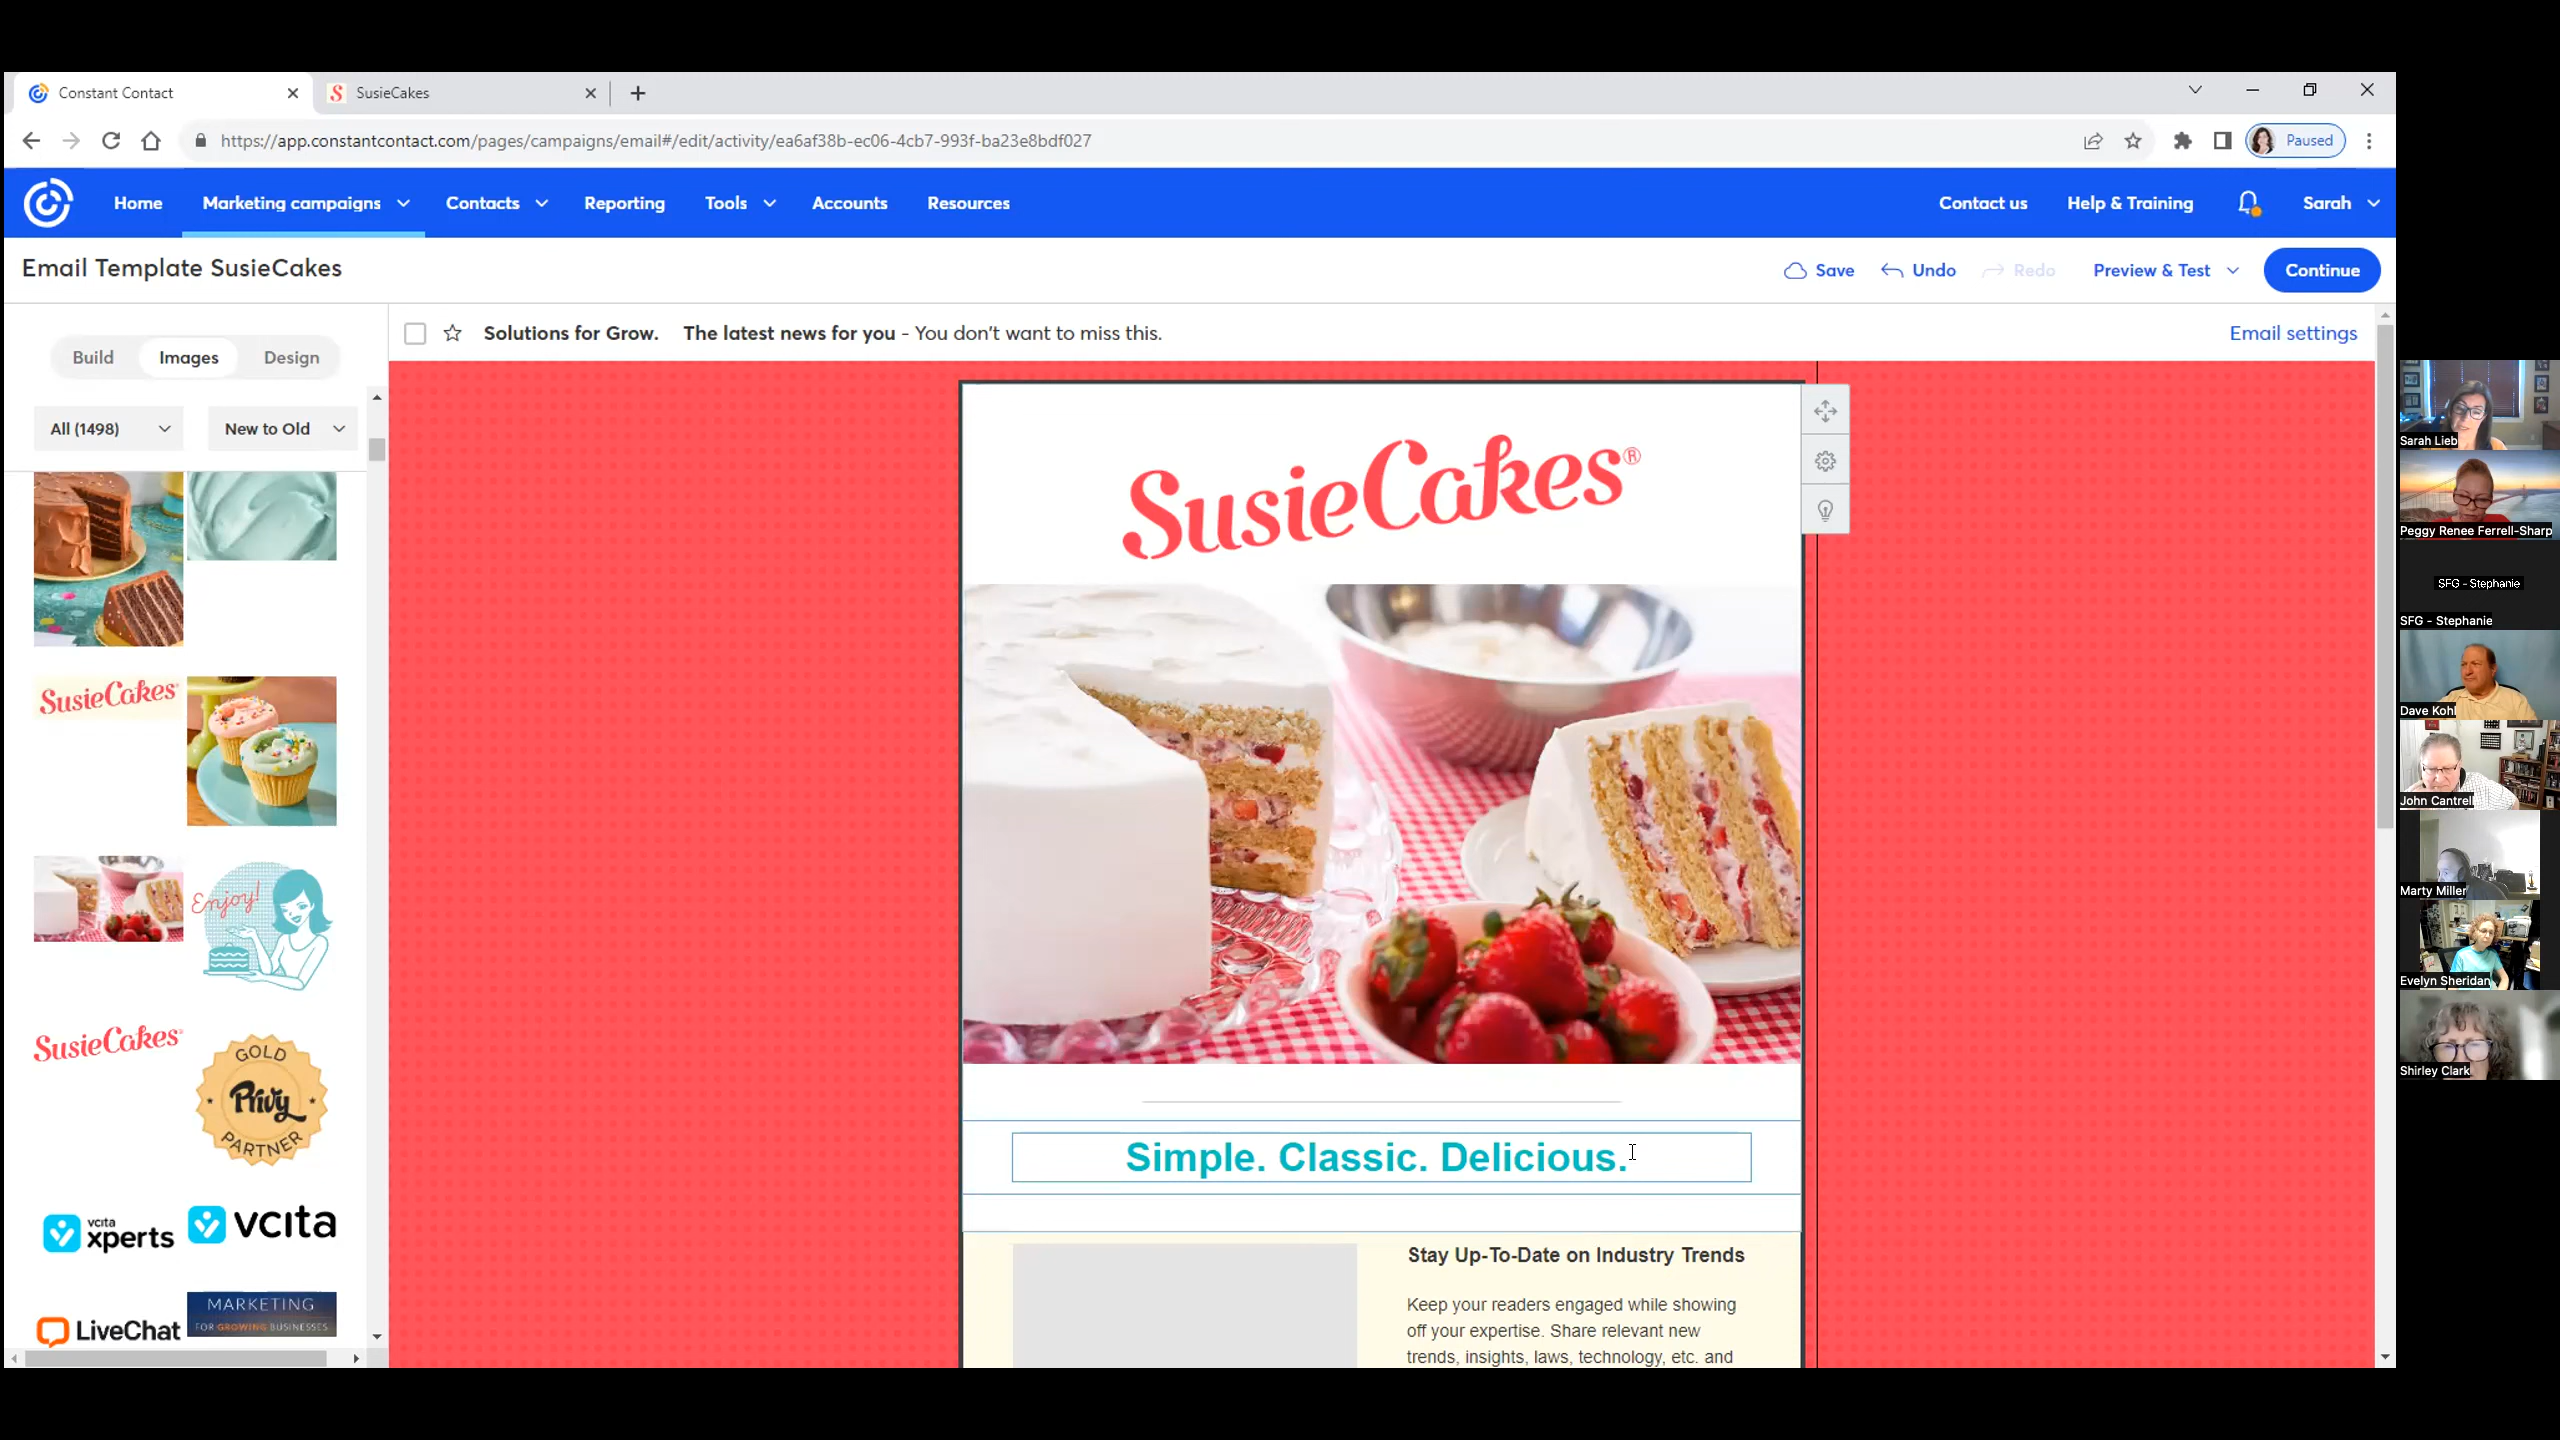 Constant Contact
SusieCakes
https://app.constantcontact.com/pages/campaigns/email#/edit/activity/ea6af38b-ec06-4cb7-993f-ba23e8bdf027
Paused
Home
Marketing campaigns
Contacts
Reporting
Tools
Accounts
Resources
Contact us
Help & Training
Sarah
Email Template SusieCakes
Save
Undo
Redo
Preview & Test
Continue
Build
Images
Design
Solutions for Grow. The latest news for you - You don't want to miss this.
Email settings
All (1498)
New to Old
SusieCakes
Enjoy!
SusieCakes
GOLD
Privy
PARTNER
vcita
xperts
vcita
LiveChat
MARKETING
FOR GROWING BUSINESSES
SusieCakes®
Simple. Classic. Delicious.
Stay Up-To-Date on Industry Trends
Keep your readers engaged while showing
off your expertise. Share relevant new
trends, insights, laws, technology, etc. and
Sarah Lieb
Peggy Renee Ferrell-Sharp
SFG - Stephanie
SFG - Stephanie
Dave Kohl
John Cantrell
Marty Miller
Evelyn Sheridan
Shirley Clark